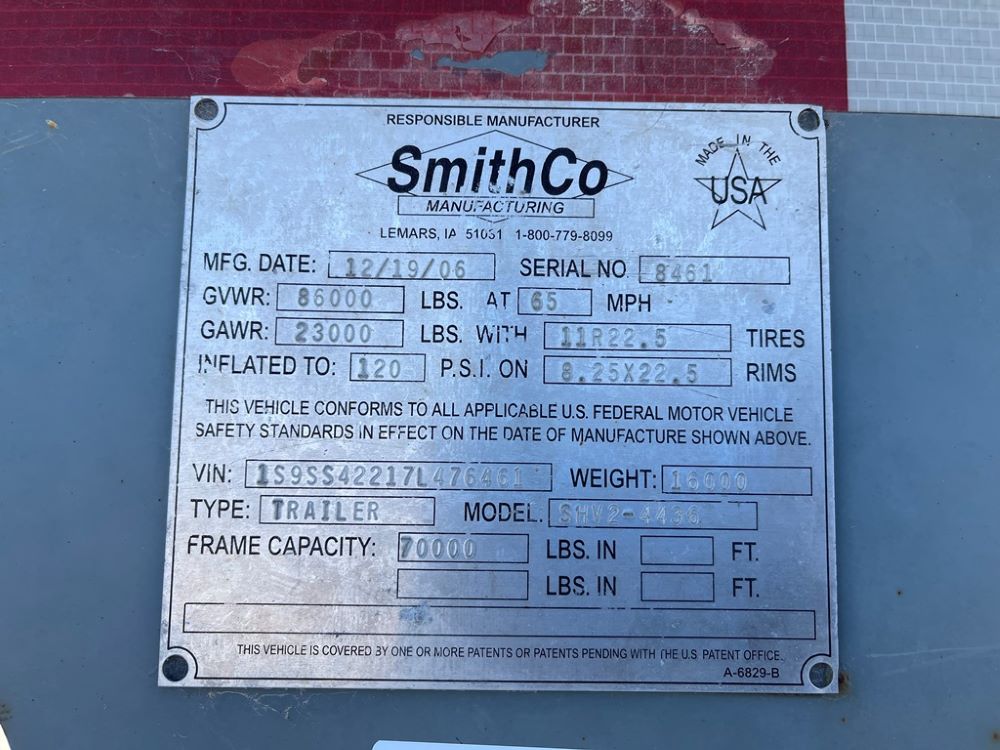 RESPONSIBLE MANUFACTURER
SmithCo
MANUFACTURING
MADE IN THE
USA
LEMARS, IA 51031 1-800-779-8099
MFG. DATE: 12/19/06 SERIAL NO. 8461
GVWR: 86000 LBS. AT 65 MPH
GAWR: 23000 LBS. WITH 11R22.5 TIRES
INFLATED TO: 120 P.S.I. ON 8.25X22.5 RIMS
THIS VEHICLE CONFORMS TO ALL APPLICABLE U.S. FEDERAL MOTOR VEHICLE
SAFETY STANDARDS IN EFFECT ON THE DATE OF MANUFACTURE SHOWN ABOVE.
VIN: 1S9SS42217L476461 WEIGHT: 16000
TYPE: TRAILER MODEL: SHV2-4436
FRAME CAPACITY: 70000 LBS. IN FT.
LBS. IN FT.
THIS VEHICLE IS COVERED BY ONE OR MORE PATENTS OR PATENTS PENDING WITH THE U.S. PATENT OFFICE.
A-6829-B